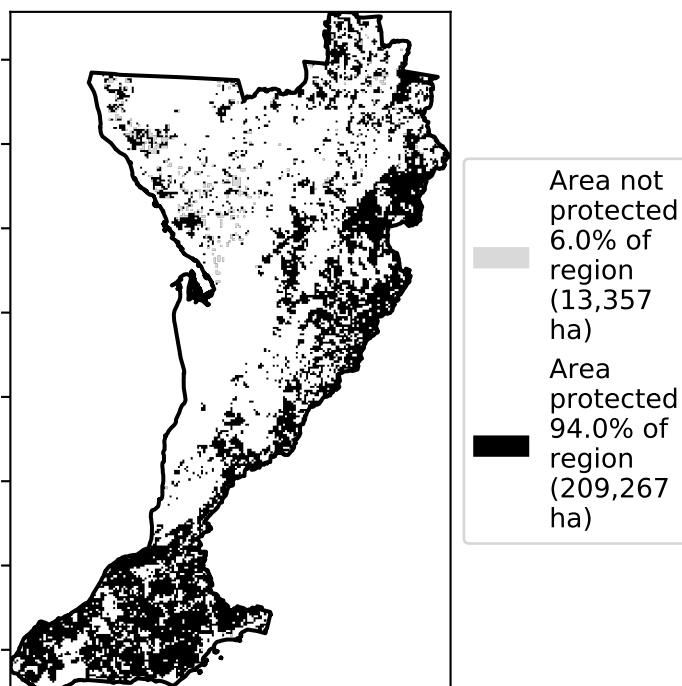 Area not
protected
6.0% of
region
(13,357
ha)
Area
protected
94.0% of
region
(209,267
ha)